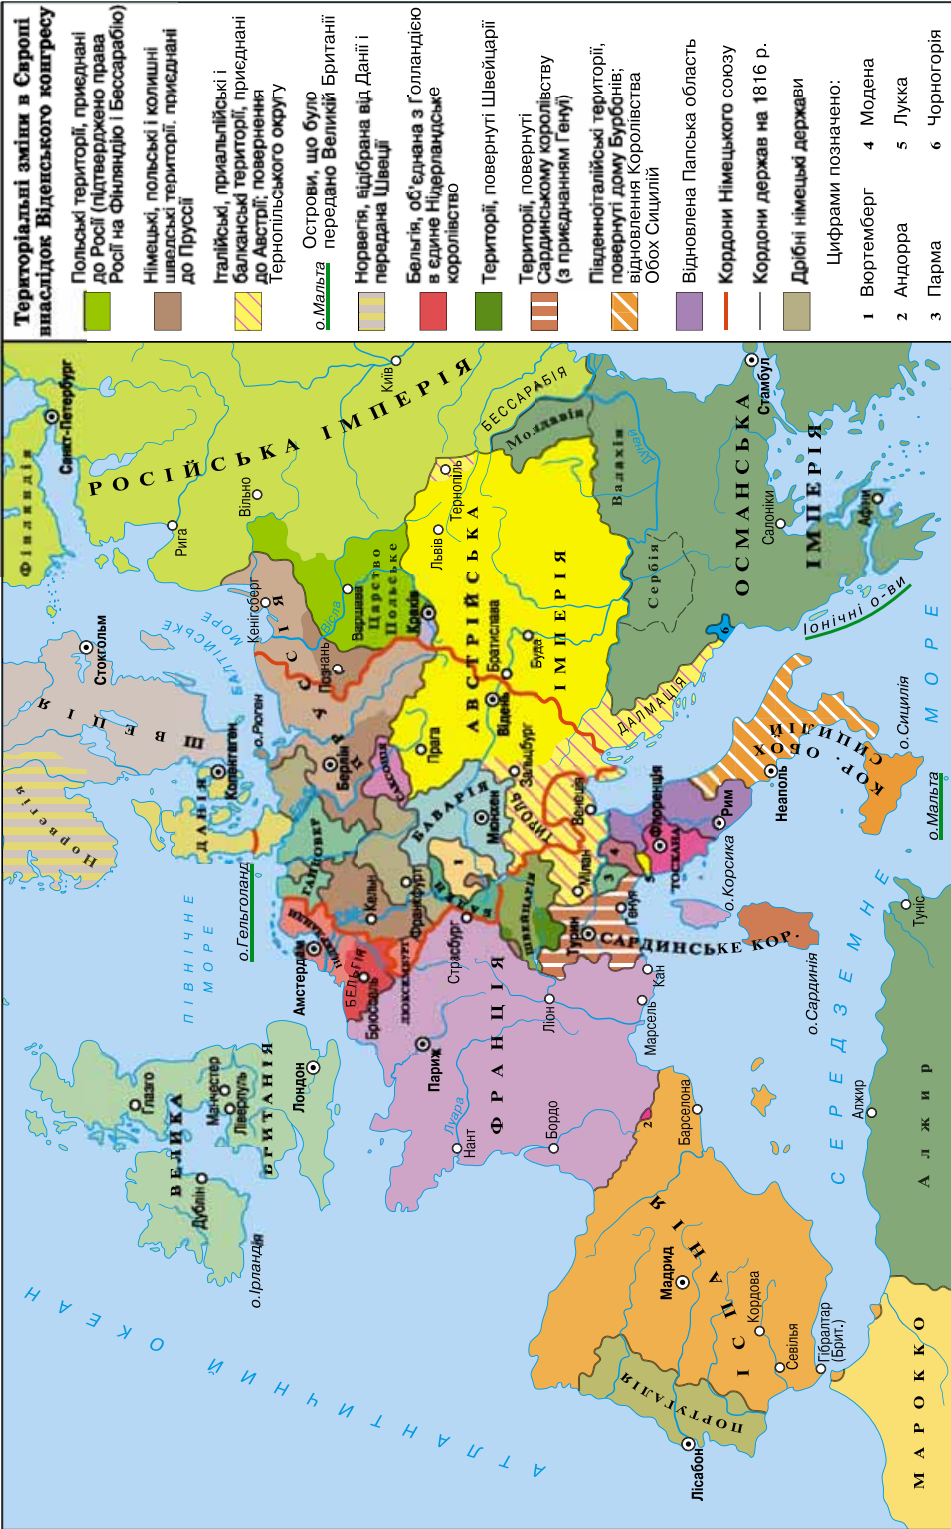 Територіальні зміни в Європі
внаслідок Віденського конгресу
Польські території, приєднані
до Росії (підтверджено права
Росії на Фінляндію і Бессарабію)
Німецькі, польські і колишні
шведські території, приєднані
до Пруссії
Італійські, приальпійські і
балканські території, приєднані
до Австрії; повернення
Тернопільського округу
о.Мальта
Острови, що було
передано Великій Британії
Норвегія, відібрана від Данії і
передана Швеції
Бельгія, об'єднана з Голландією
в єдине Нідерландське
королівство
Території, повернуті Швейцарії
Території, повернуті
Сардинському королівству
(з приєднанням Генуї)
Південноіталійські території,
повернуті дому Бурбонів;
відновлення Королівства
Обох Сицилій
Відновлена Папська область
Кордони Німецького союзу
Кордони держав на 1816 р.
Дрібні німецькі держави
Цифрами позначено:
1 Вюртемберг
2 Андорра
3 Парма
4 Модена
5 Лукка
6 Чорногорія
АТЛАНТИЧНИЙ ОКЕАН
ПІВНІЧНЕ
МОРЕ
БАЛТІЙСЬКЕ
МОРЕ
СЕРЕДЗЕМНЕ МОРЕ
ВЕЛИКА
БРИТАНІЯ
Глазго
Манчестер
Ліверпуль
Дублін
Лондон
о.Ірландія
о.Гельголанд
Норвегія
ШВЕЦІЯ
Стокгольм
ДАНІЯ
Копенгаген
о.Рюген
Фінляндія
Санкт-Петербург
РОСІЙСЬКА ІМПЕРІЯ
Рига
Вільно
Київ
БЕССАРАБІЯ
Царство
Польське
Варшава
Вісла
Краків
ПРУССІЯ
Кенігсберг
Познань
Берлін
САКСОНІЯ
ГАННОВЕР
Кельн
Франкфурт
НІДЕРЛАНДИ
Амстердам
БЕЛЬГІЯ
Брюссель
ЛЮКСЕМБУРГ
БАДЕН
1
БАВАРІЯ
Мюнхен
Страсбург
ФРАНЦІЯ
Париж
Луара
Нант
Бордо
Ліон
Марсель
Кан
ШВЕЙЦАРІЯ
АВСТРІЙСЬКА
ІМПЕРІЯ
Прага
Відень
Братислава
Буда
Львів
Тернопіль
Зальцбург
ТИРОЛЬ
Венеція
Мілан
ДАЛМАЦІЯ
Турин
Генуя
САРДИНСЬКЕ КОР.
3
4
5
Флоренція
ТОСКАНА
Рим
о.Корсика
о.Сардинія
КОР. ОБОХ
СИЦИЛІЙ
Неаполь
о.Сицилія
о.Мальта
Молдавія
Валахія
Дунай
Сербія
6
ОСМАНСЬКА
ІМПЕРІЯ
Стамбул
Салоніки
Афіни
Іонічні о-ви
ІСПАНІЯ
Мадрид
Барселона
2
Кордова
Севілья
Гібралтар
(Брит.)
ПОРТУГАЛІЯ
Лісабон
МАРОККО
Алжир
Алжир
Туніс